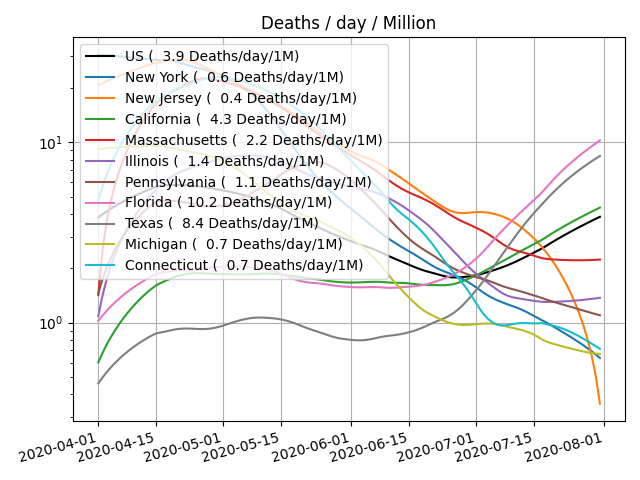 Deaths / day / Million
US (  3.9 Deaths/day/1M)
New York (  0.6 Deaths/day/1M)
New Jersey (  0.4 Deaths/day/1M)
California (  4.3 Deaths/day/1M)
Massachusetts (  2.2 Deaths/day/1M)
Illinois (  1.4 Deaths/day/1M)
Pennsylvania (  1.1 Deaths/day/1M)
Florida ( 10.2 Deaths/day/1M)
Texas (  8.4 Deaths/day/1M)
Michigan (  0.7 Deaths/day/1M)
Connecticut (  0.7 Deaths/day/1M)
10¹
10⁰
2020-04-01 2020-04-15 2020-05-01 2020-05-15 2020-06-01 2020-06-15 2020-07-01 2020-07-15 2020-08-01